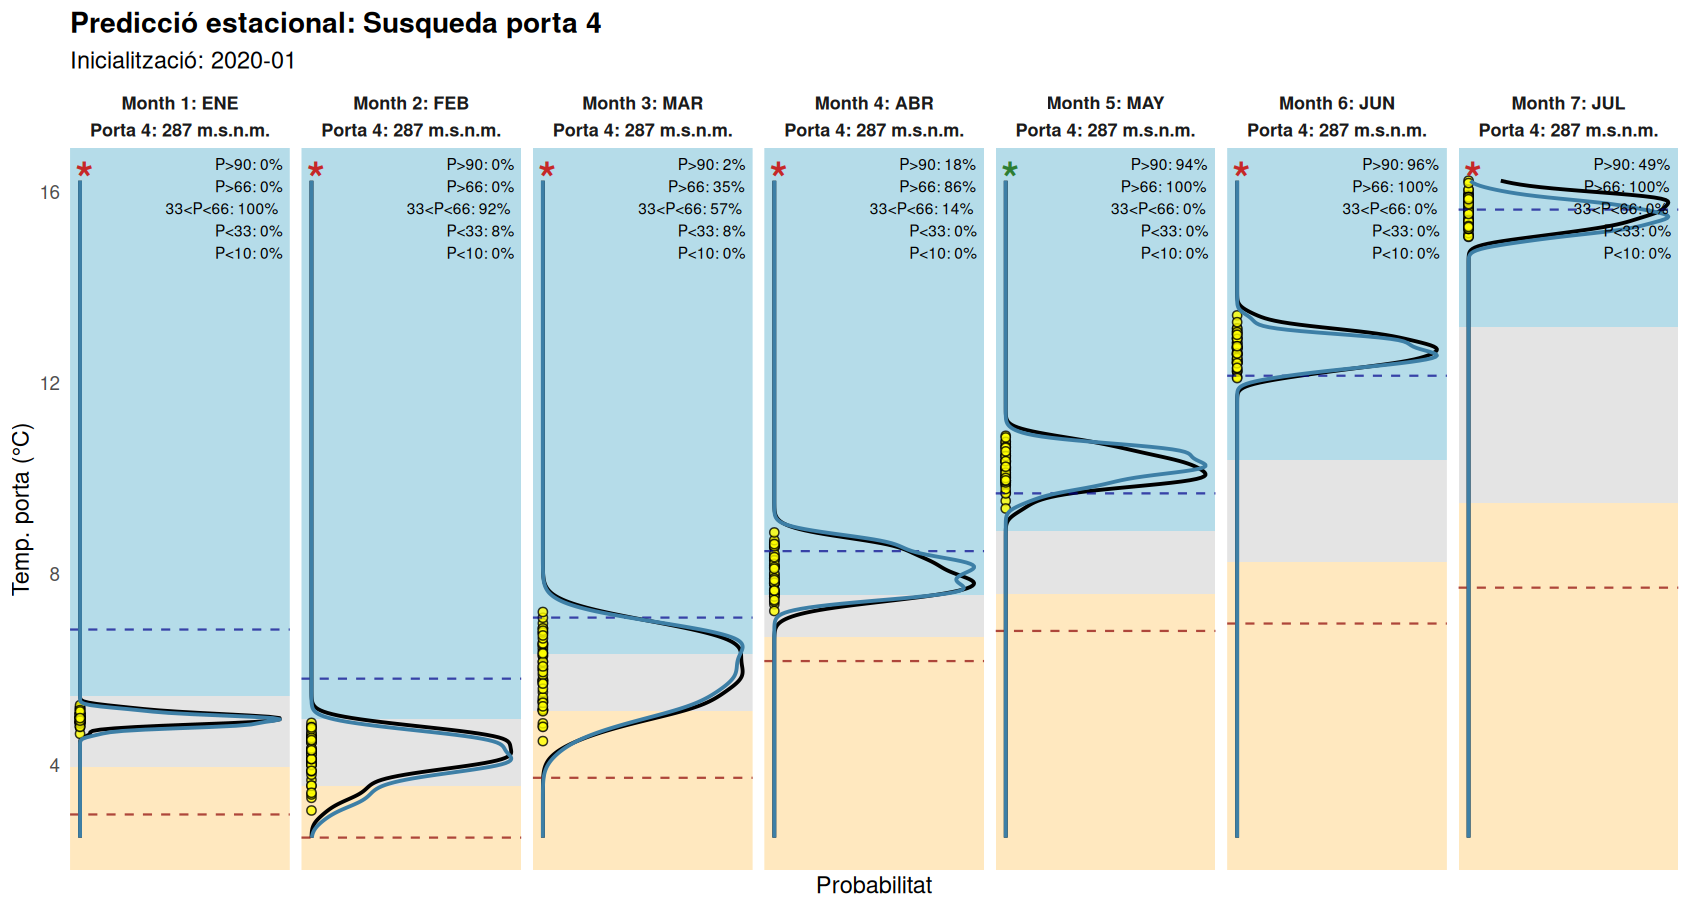 Predicció estacional: Susqueda porta 4
Inicialització: 2020-01
Month 1: ENE
Porta 4: 287 m.s.n.m.
P>90: 0%
P>66: 0%
33<P<66: 100%
P<33: 0%
P<10: 0%
Month 2: FEB
Porta 4: 287 m.s.n.m.
P>90: 0%
P>66: 0%
33<P<66: 92%
P<33: 8%
P<10: 0%
Month 3: MAR
Porta 4: 287 m.s.n.m.
P>90: 2%
P>66: 35%
33<P<66: 57%
P<33: 8%
P<10: 0%
Month 4: ABR
Porta 4: 287 m.s.n.m.
P>90: 18%
P>66: 86%
33<P<66: 14%
P<33: 0%
P<10: 0%
Month 5: MAY
Porta 4: 287 m.s.n.m.
P>90: 94%
P>66: 100%
33<P<66: 0%
P<33: 0%
P<10: 0%
Month 6: JUN
Porta 4: 287 m.s.n.m.
P>90: 96%
P>66: 100%
33<P<66: 0%
P<33: 0%
P<10: 0%
Month 7: JUL
Porta 4: 287 m.s.n.m.
P>90: 49%
P>66: 100%
33<P<66: 0%
P<33: 0%
P<10: 0%
16
12
8
4
Temp. porta (°C)
Probabilitat